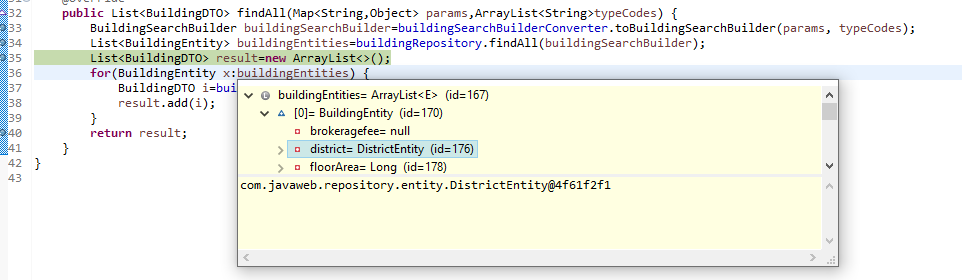 @Override
32 public List<BuildingDTO> findAll(Map<String,Object> params,ArrayList<String>typeCodes) {
33 BuildingSearchBuilder buildingSearchBuilder=buildingSearchBuilderConverter.toBuildingSearchBuilder(params, typeCodes);
34 List<BuildingEntity> buildingEntities=buildingRepository.findAll(buildingSearchBuilder);
35 List<BuildingDTO> result=new ArrayList<>();
36 for(BuildingEntity x:buildingEntities) {
37 BuildingDTO i=bui
38 result.add(i);
39 }
40 return result;
41 }
42 }
43
buildingEntities= ArrayList<E> (id=167)
[0]= BuildingEntity (id=170)
brokeragefee= null
district= DistrictEntity (id=176)
floorArea= Long (id=178)
com.javaweb.repository.entity.DistrictEntity@4f61f2f1